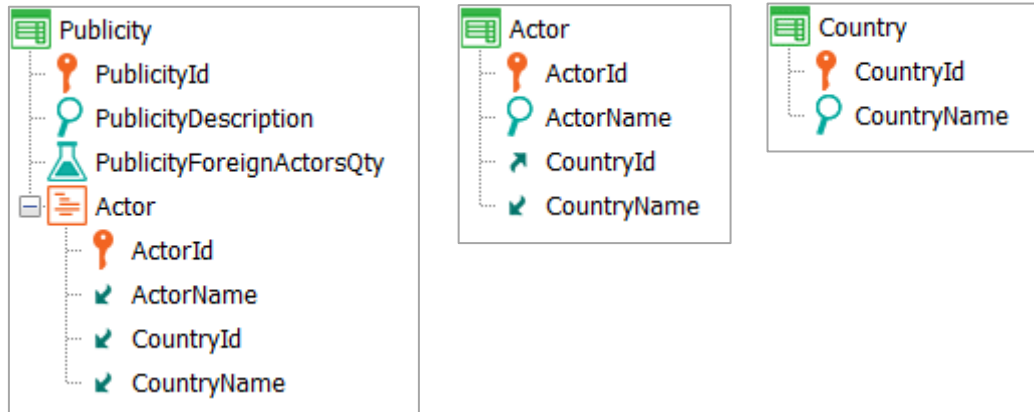 Publicity
PublicityId
PublicityDescription
PublicityForeignActorsQty
Actor
ActorId
ActorName
CountryId
CountryName
Actor
ActorId
ActorName
CountryId
CountryName
Country
CountryId
CountryName